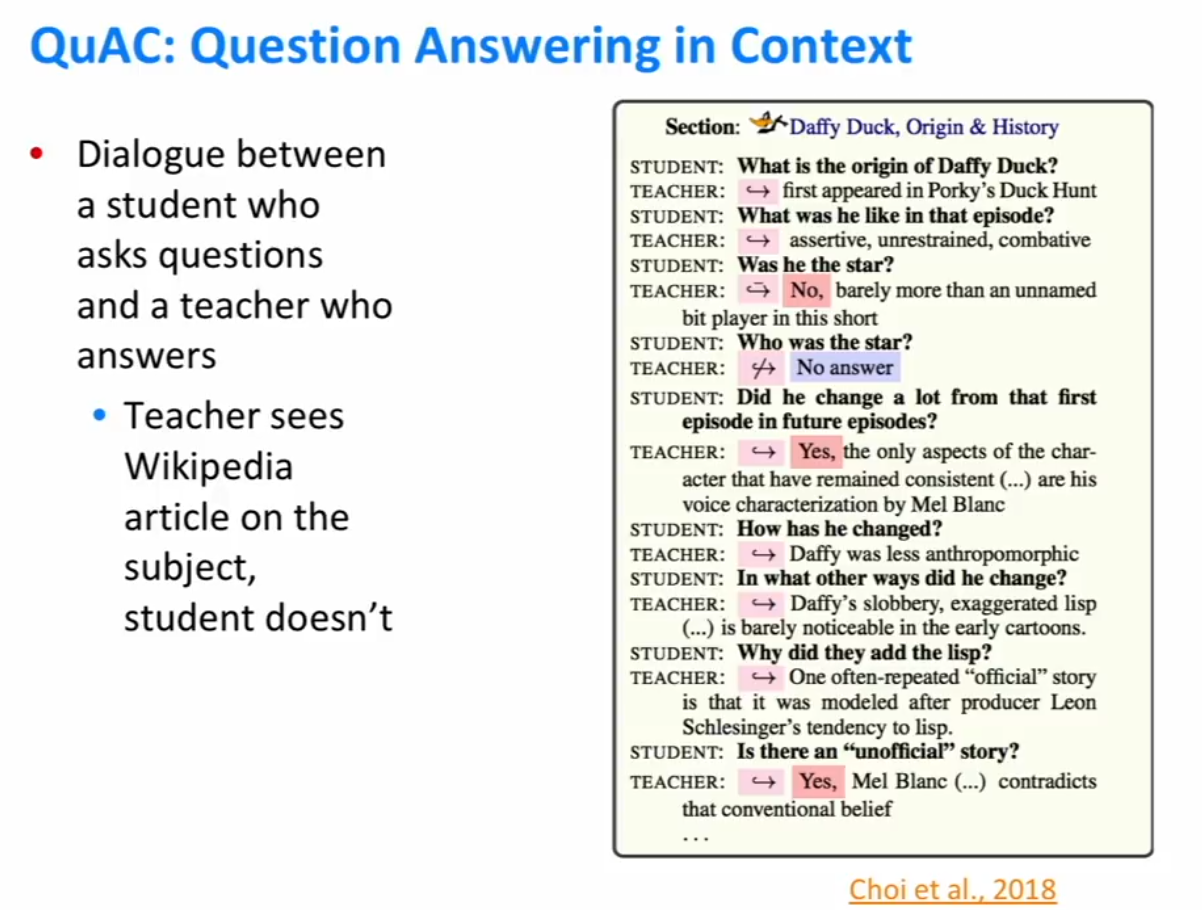 QuAC: Question Answering in Context
• Dialogue between
a student who
asks questions
and a teacher who
answers
• Teacher sees
Wikipedia
article on the
subject,
student doesn’t
Section: Daffy Duck, Origin & History
STUDENT: What is the origin of Daffy Duck?
TEACHER: ↪ first appeared in Porky’s Duck Hunt
STUDENT: What was he like in that episode?
TEACHER: ↪ assertive, unrestrained, combative
STUDENT: Was he the star?
TEACHER: ↪ No, barely more than an unnamed
bit player in this short
STUDENT: Who was the star?
TEACHER: ↪̸ No answer
STUDENT: Did he change a lot from that first
episode in future episodes?
TEACHER: ↪ Yes, the only aspects of the char-
acter that have remained consistent (...) are his
voice characterization by Mel Blanc
STUDENT: How has he changed?
TEACHER: ↪ Daffy was less anthropomorphic
STUDENT: In what other ways did he change?
TEACHER: ↪ Daffy’s slobbery, exaggerated lisp
(...) is barely noticeable in the early cartoons.
STUDENT: Why did they add the lisp?
TEACHER: ↪ One often-repeated “official” story
is that it was modeled after producer Leon
Schlesinger’s tendency to lisp.
STUDENT: Is there an “unofficial” story?
TEACHER: ↪ Yes, Mel Blanc (...) contradicts
that conventional belief
...
Choi et al., 2018